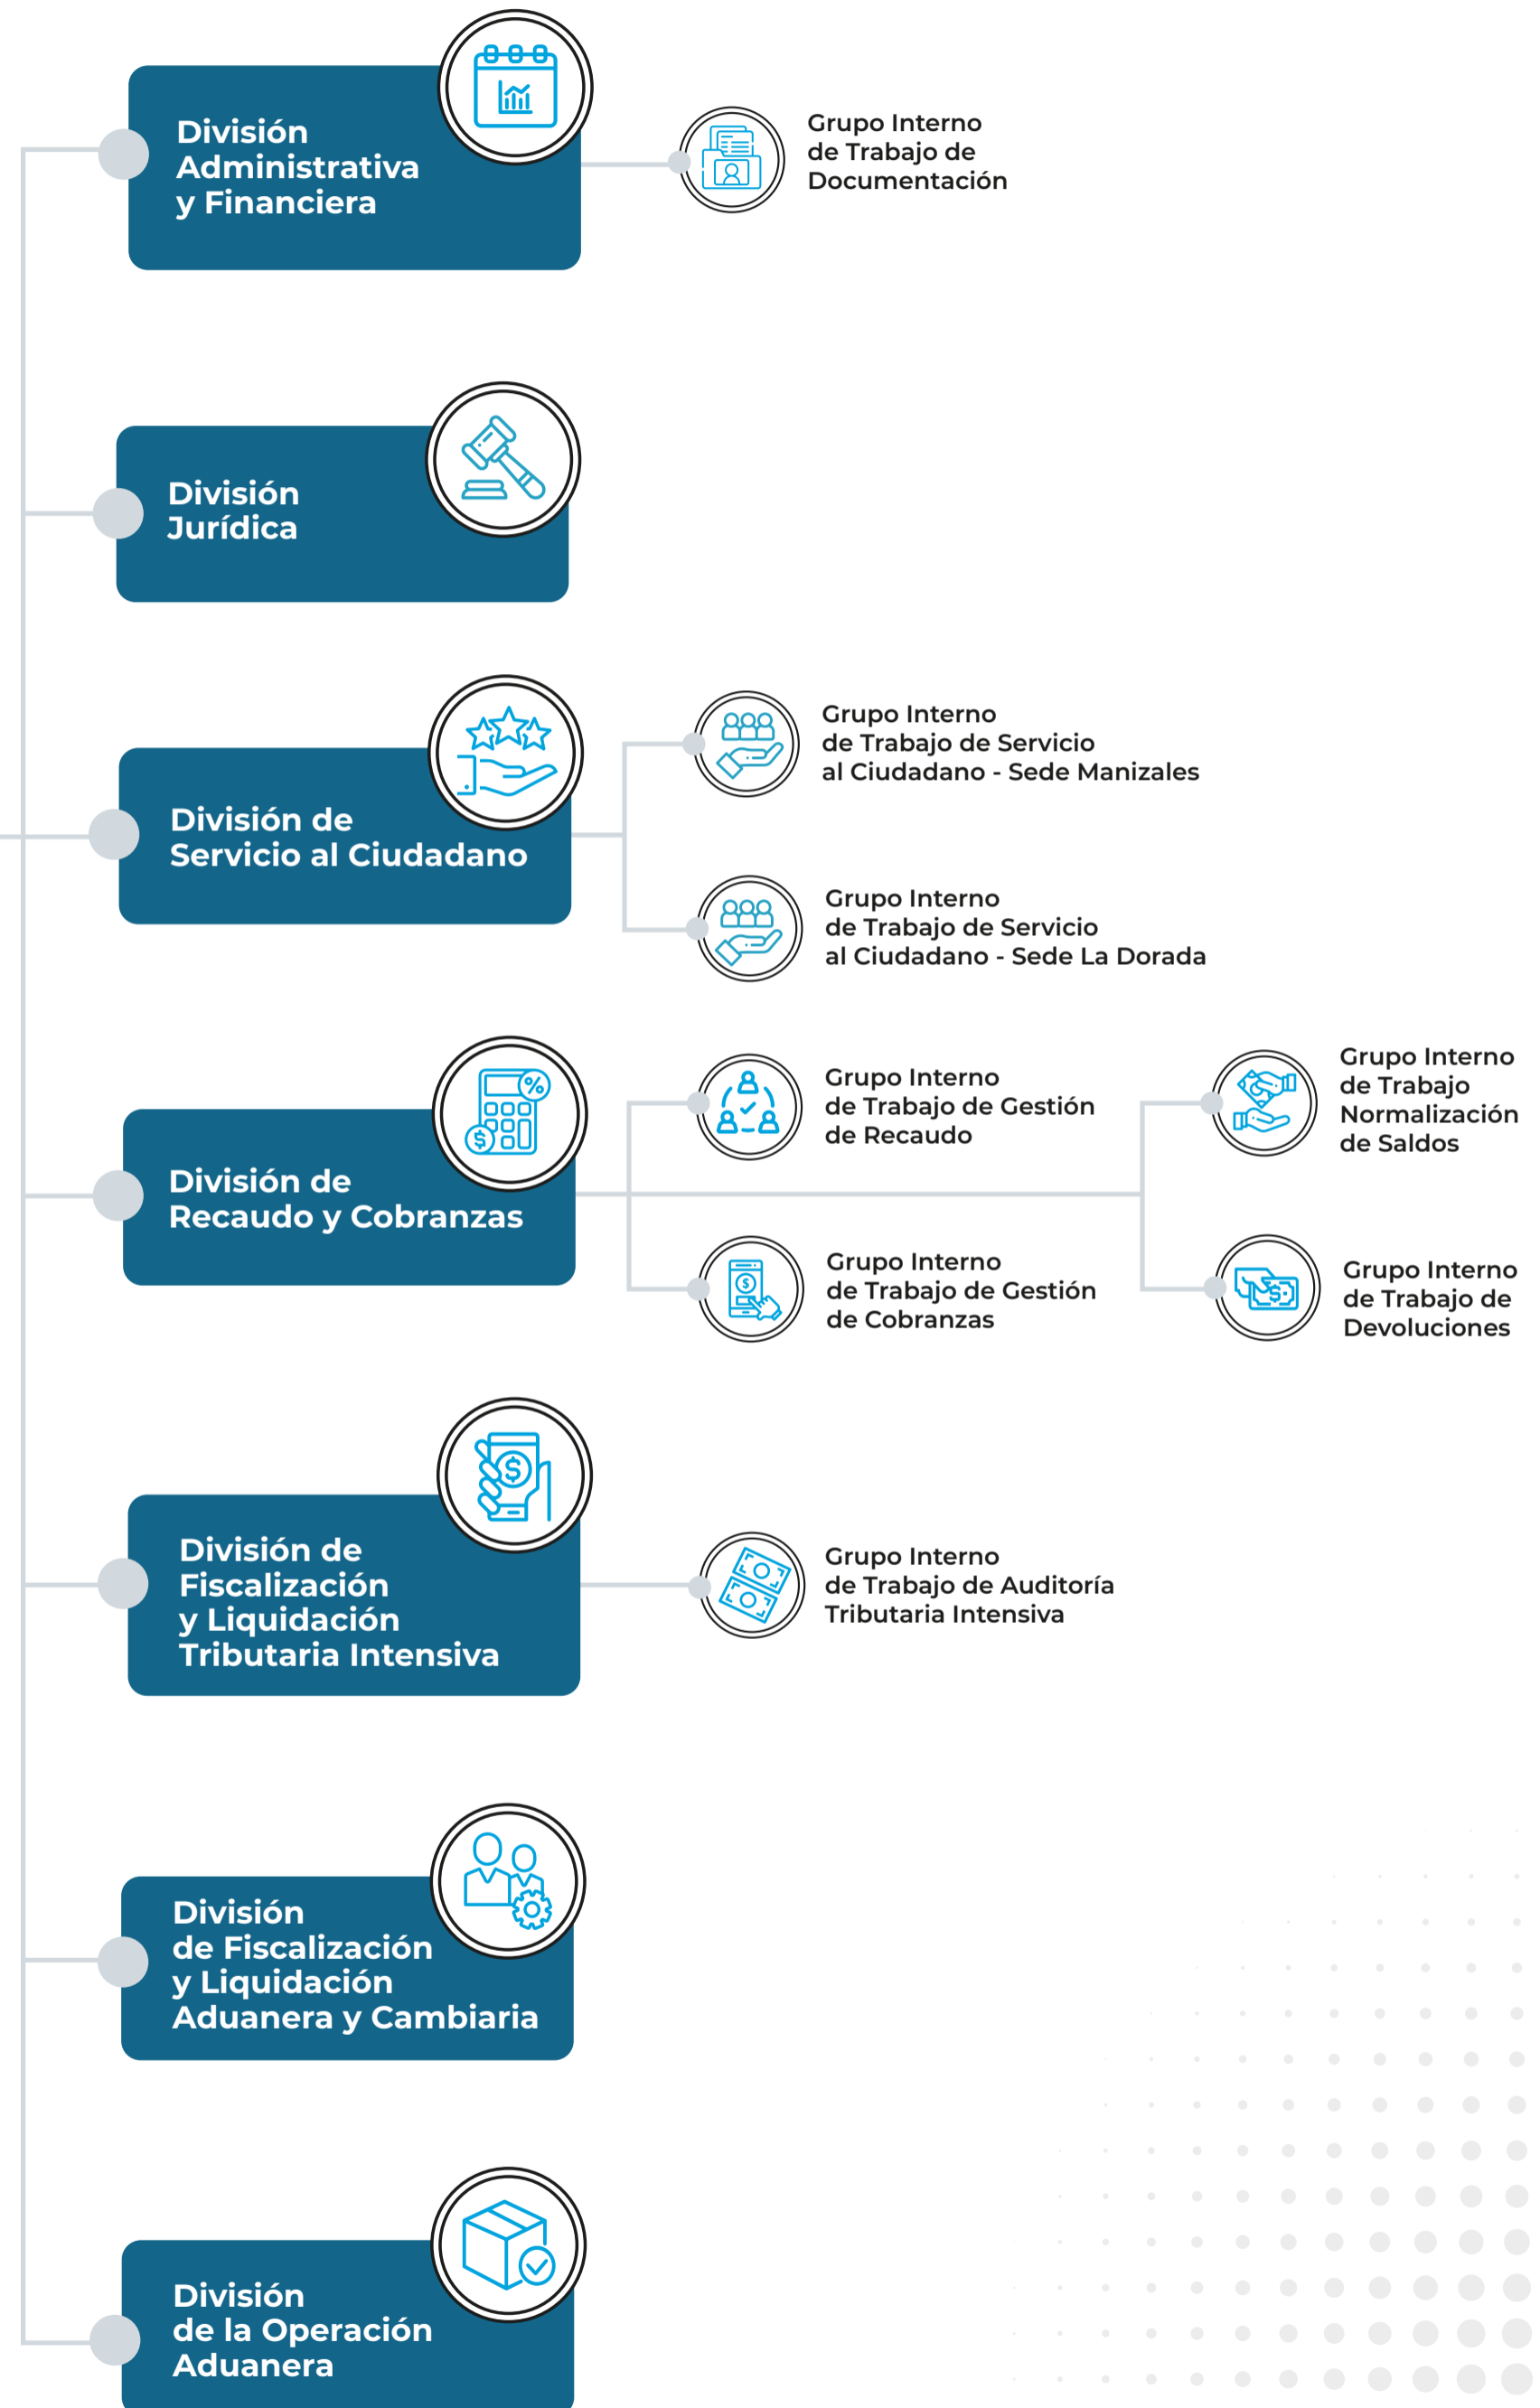 División
Administrativa
y Financiera
Grupo Interno
de Trabajo de
Documentación
División
Jurídica
División de
Servicio al Ciudadano
Grupo Interno
de Trabajo de Servicio
al Ciudadano - Sede Manizales
Grupo Interno
de Trabajo de Servicio
al Ciudadano - Sede La Dorada
División de
Recaudo y Cobranzas
Grupo Interno
de Trabajo de Gestión
de Recaudo
Grupo Interno
de Trabajo de Gestión
de Cobranzas
Grupo Interno
de Trabajo
Normalización
de Saldos
Grupo Interno
de Trabajo de
Devoluciones
División de
Fiscalización
y Liquidación
Tributaria Intensiva
Grupo Interno
de Trabajo de Auditoría
Tributaria Intensiva
División
de Fiscalización
y Liquidación
Aduanera y Cambiaria
División
de la Operación
Aduanera